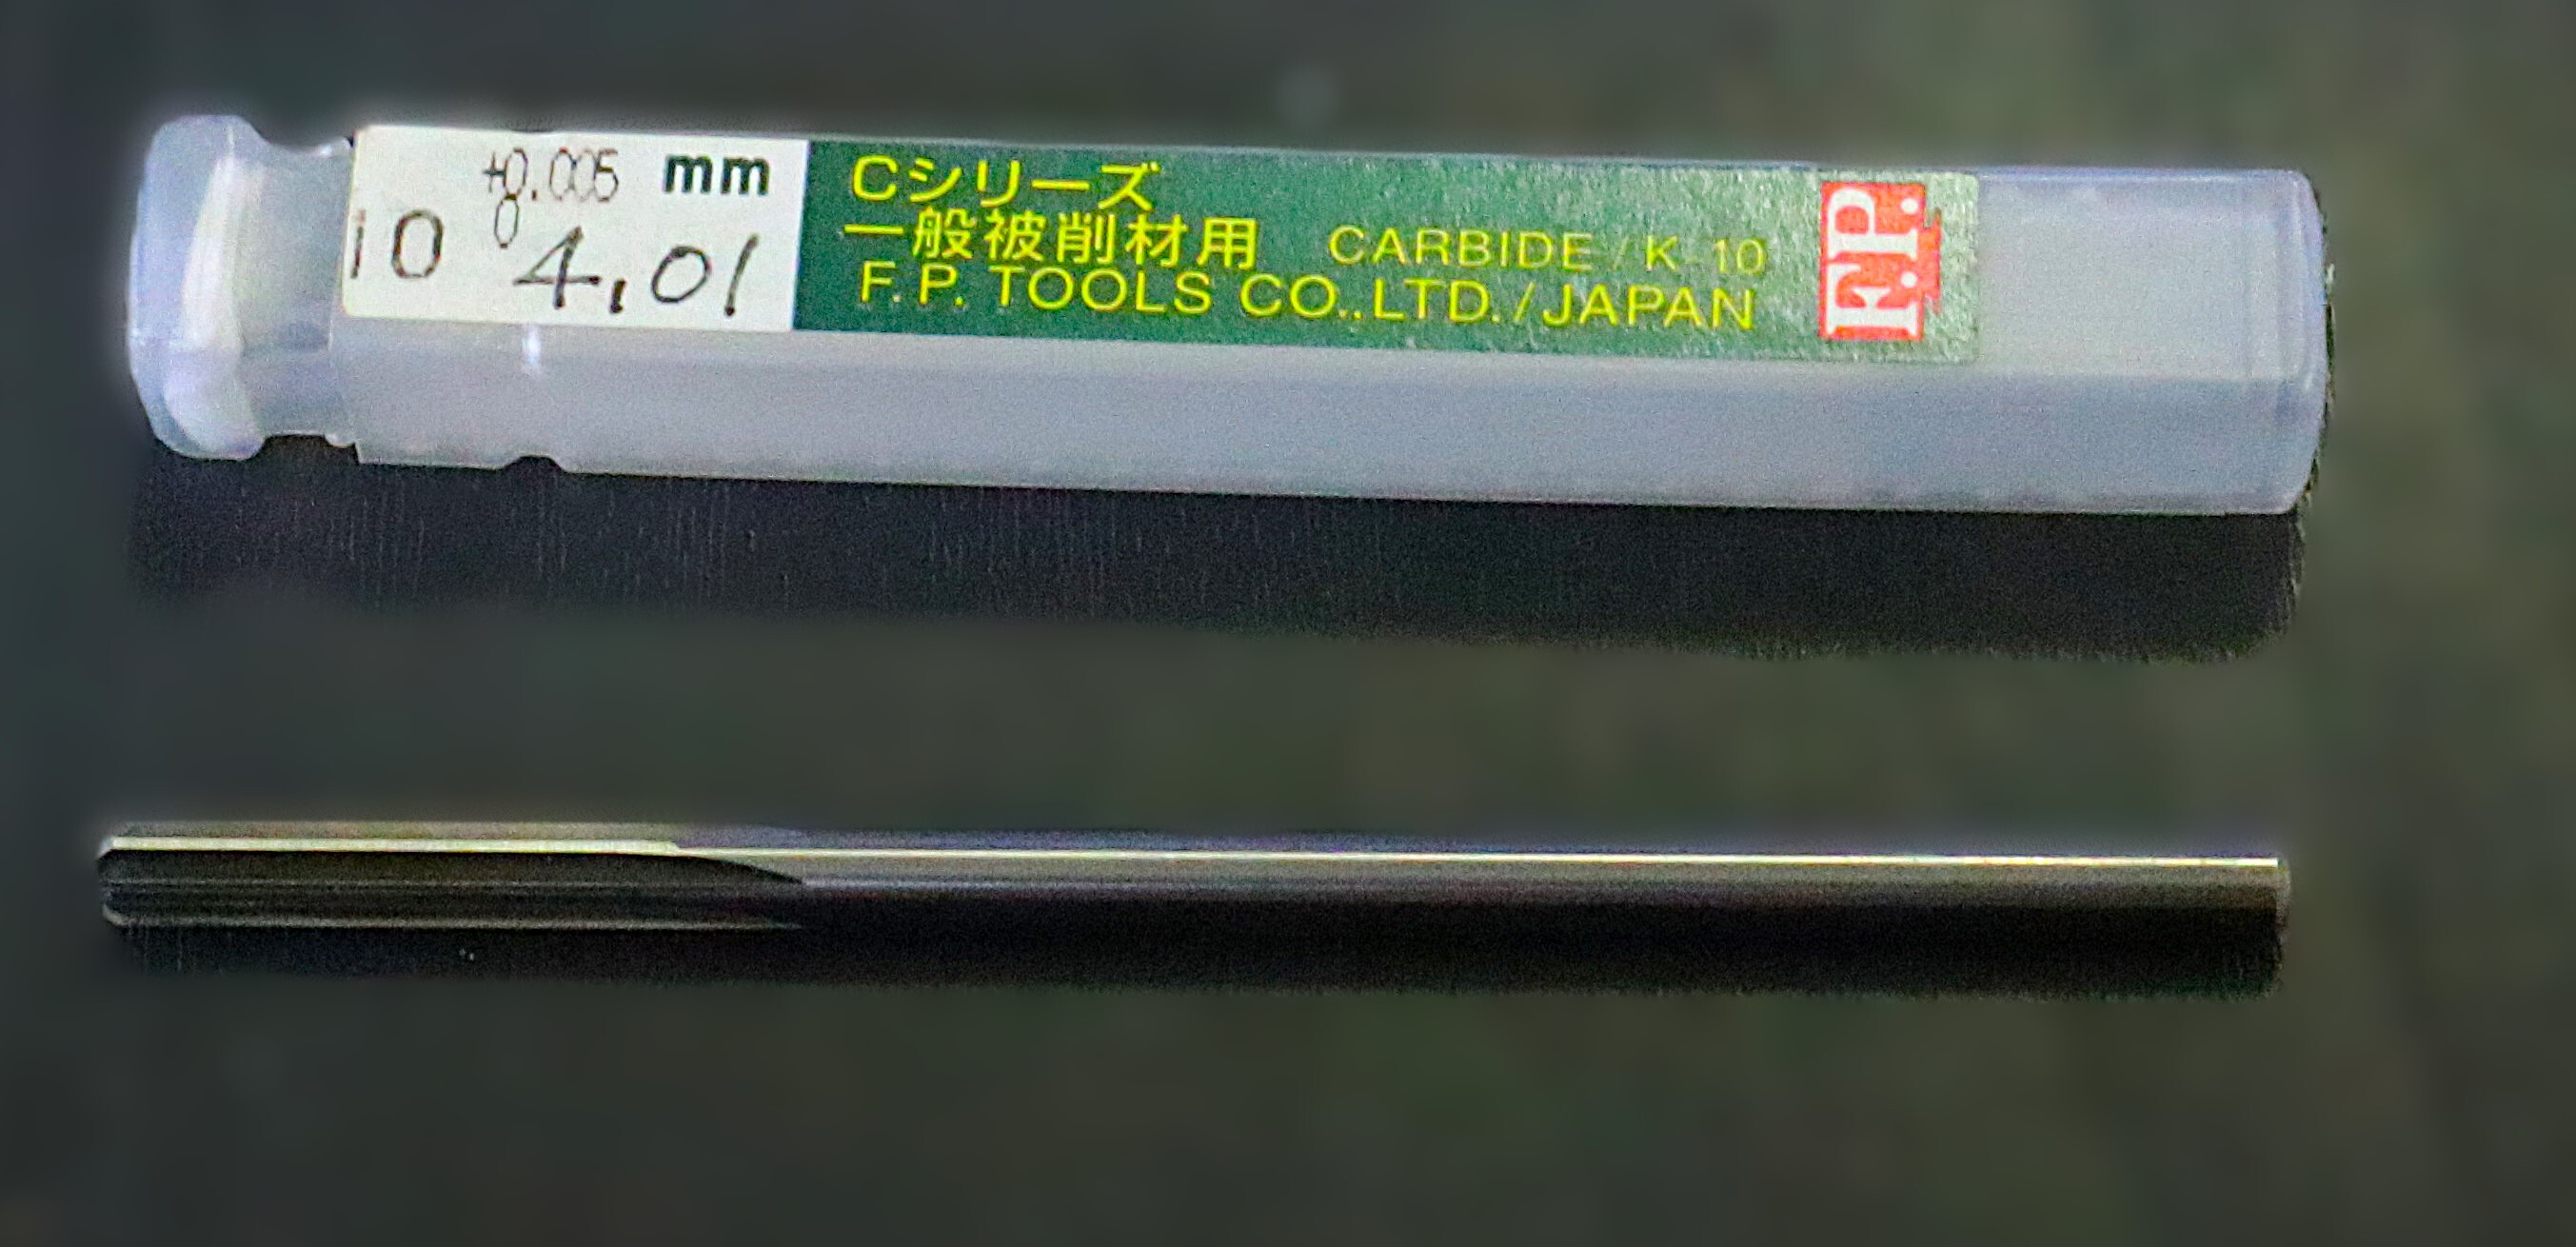 +0.005 mm
0
10 4.01
Cシリーズ
一般被削材用 CARBIDE / K-10
F.P. TOOLS CO.,LTD. / JAPAN
F.P.